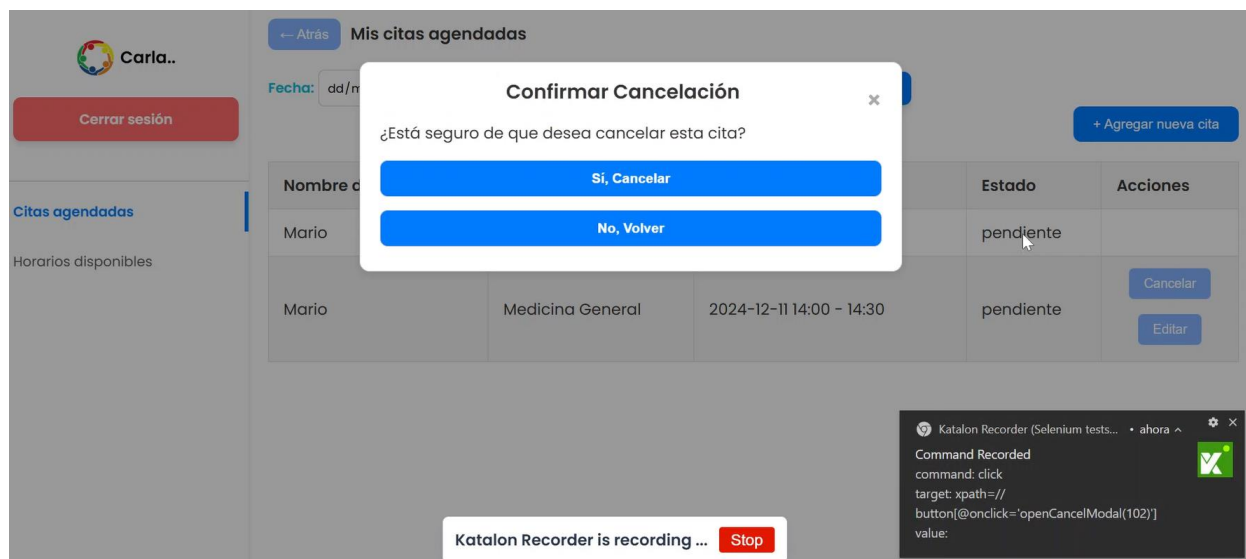 Carla..
Cerrar sesión
Citas agendadas
Horarios disponibles
← Atrás Mis citas agendadas
Fecha: dd/m
+ Agregar nueva cita
Confirmar Cancelación ×
¿Está seguro de que desea cancelar esta cita?
Sí, Cancelar
No, Volver
Nombre d Estado Acciones
Mario pendiente
Mario Medicina General 2024-12-11 14:00 - 14:30 pendiente Cancelar
Editar
Katalon Recorder (Selenium tests... • ahora
Command Recorded
command: click
target: xpath=//
button[@onclick='openCancelModal(102)']
value:
Katalon Recorder is recording ... Stop